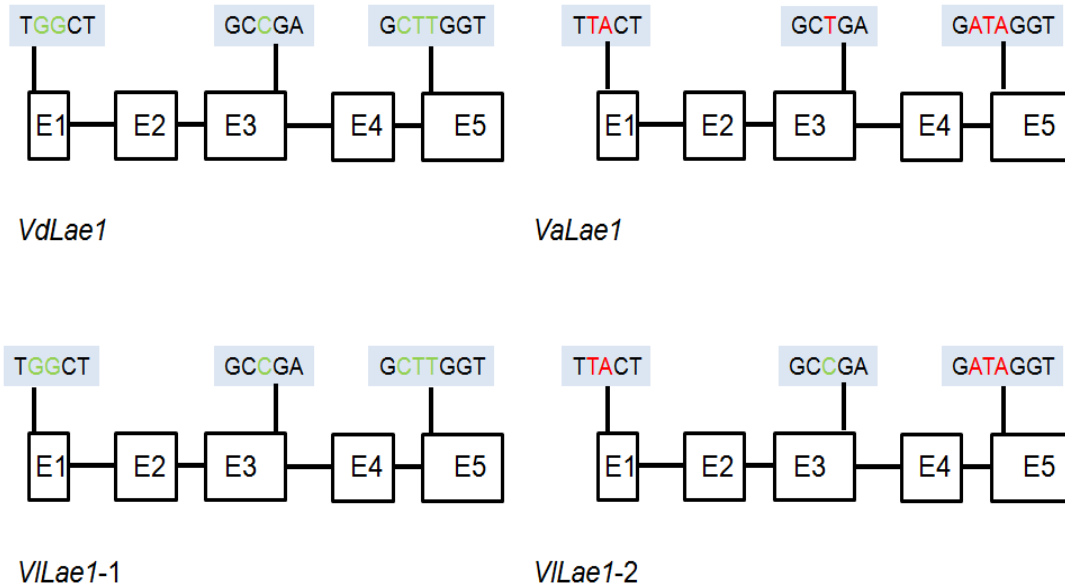 TGGCT GCCGA GCTTGGT TTACT GCTGA GATAGGT
E1 E2 E3 E4 E5 E1 E2 E3 E4 E5
VdLae1 VaLae1
TGGCT GCCGA GCTTGGT TTACT GCCGA GATAGGT
E1 E2 E3 E4 E5 E1 E2 E3 E4 E5
VlLae1-1 VlLae1-2